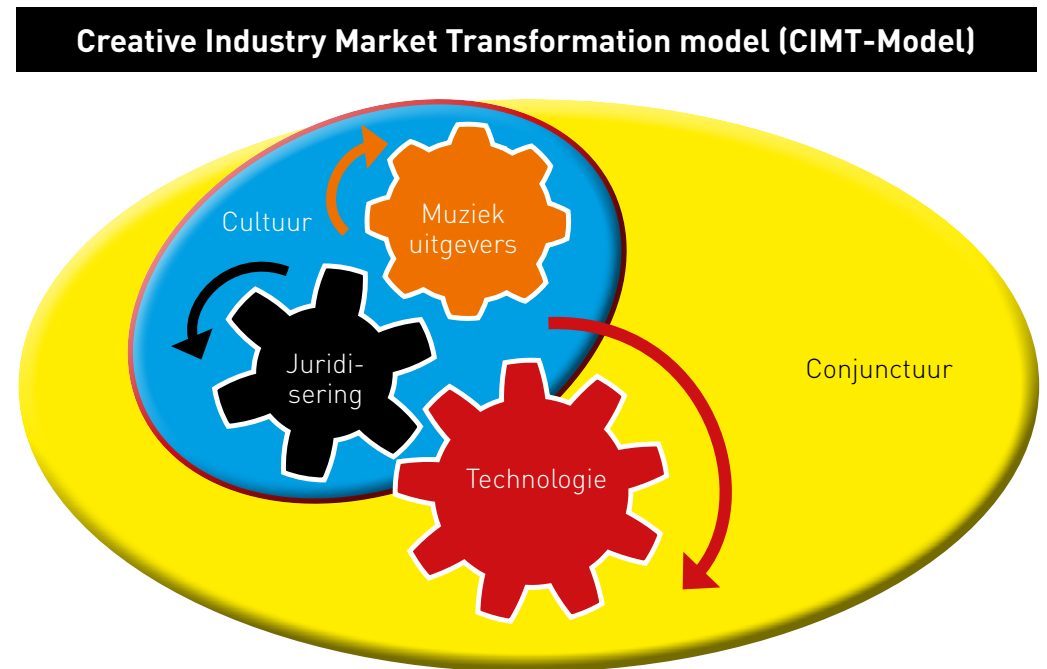 Creative Industry Market Transformation model (CIMT-Model)
Cultuur
Muziek
uitgevers
Juridi-
sering
Conjunctuur
Technologie